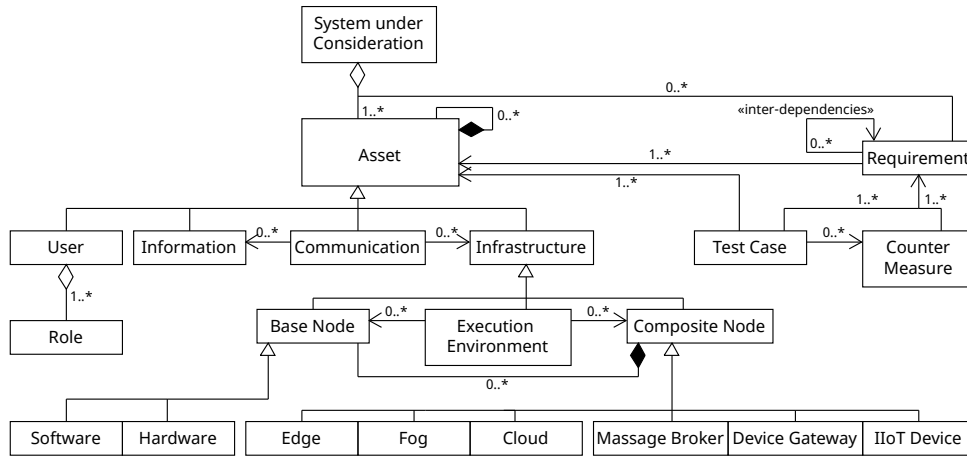 System under
Consideration
0..*
1..*
0..*
«inter-dependencies»
0..*
Asset
Requirement
1..*
1..*
1..*
1..*
User
Information
0..*
Communication
0..*
Infrastructure
Test Case
0..*
Counter
Measure
1..*
Role
Base Node
0..*
Execution
Environment
0..*
Composite Node
0..*
Software
Hardware
Edge
Fog
Cloud
Massage Broker
Device Gateway
IIoT Device